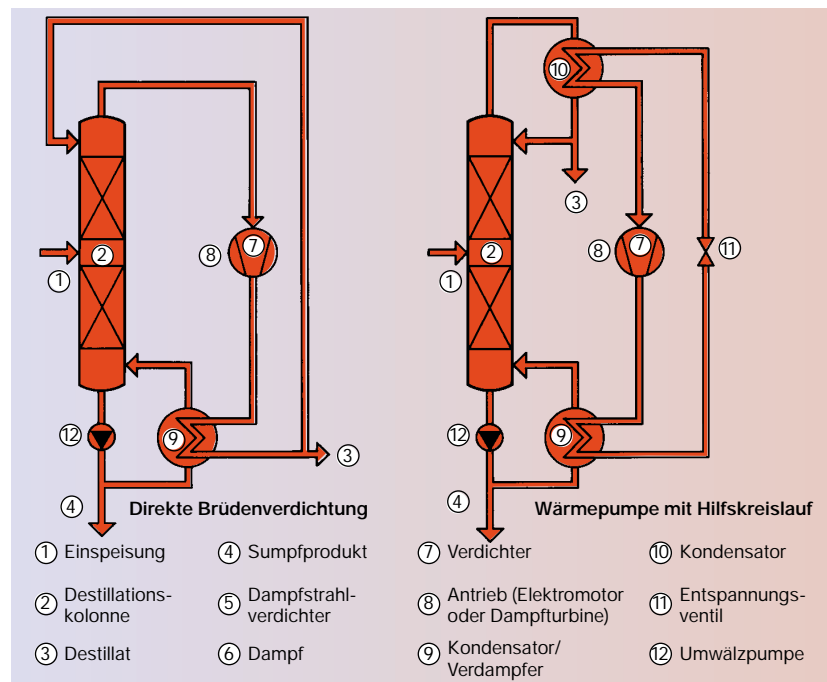 10
10
3
2
7
8
1
2
7
8
11
1
9
12
3
4
9
12
4
Direkte Brüdenverdichtung
Wärmepumpe mit Hilfskreislauf
1 Einspeisung
2 Destillations-
kolonne
3 Destillat
4 Sumpfprodukt
5 Dampfstrahl-
verdichter
6 Dampf
7 Verdichter
8 Antrieb (Elektromotor
oder Dampfturbine)
9 Kondensator/
Verdampfer
10 Kondensator
11 Entspannungs-
ventil
12 Umwälzpumpe